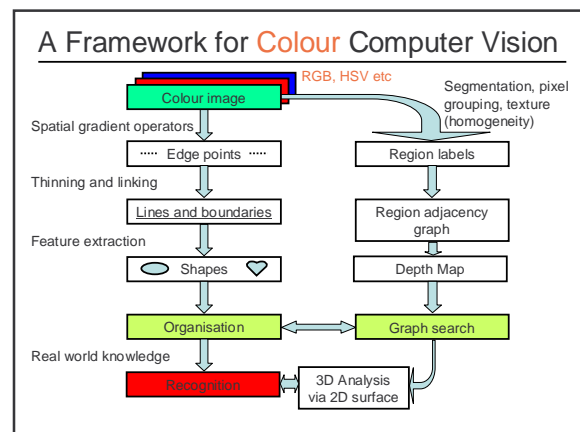 A Framework for Colour Computer Vision
RGB, HSV etc
Colour image
Segmentation, pixel
grouping, texture
(homogeneity)
Spatial gradient operators
Edge points
Region labels
Thinning and linking
Lines and boundaries
Region adjacency
graph
Feature extraction
Shapes
Depth Map
Organisation
Graph search
Real world knowledge
Recognition
3D Analysis
via 2D surface